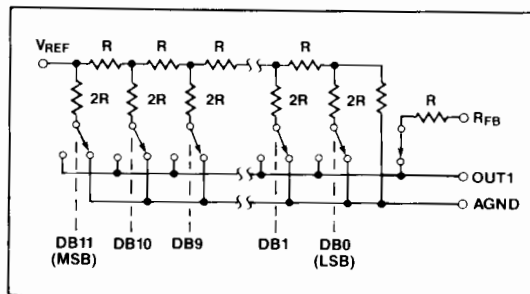 VREF
R R R R
2R 2R 2R 2R 2R
R
RFB
OUT1
AGND
DB11 DB10 DB9 DB1 DB0
(MSB) (LSB)